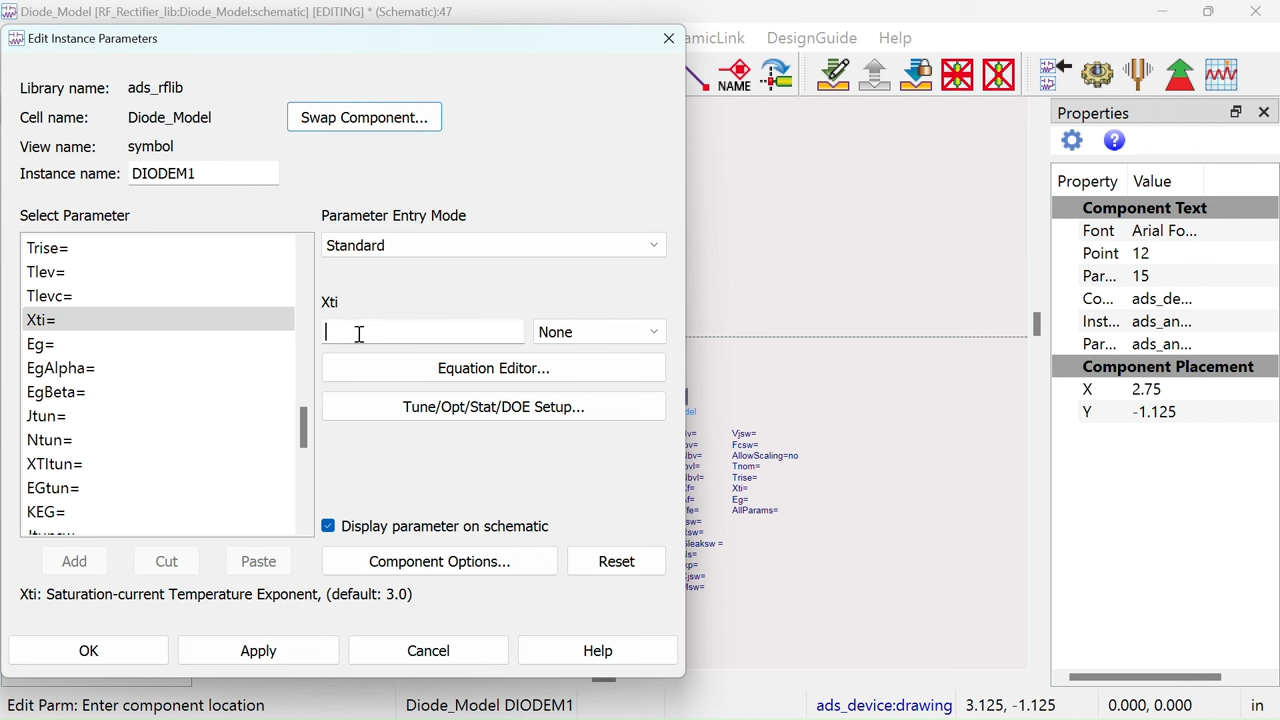 Diode_Model [RF_Rectifier_lib:Diode_Model:schematic] [EDITING] * (Schematic):47
Edit Instance Parameters
DesignGuide
Help
Library name: ads_rflib
Cell name: Diode_Model
Swap Component...
View name: symbol
Instance name: DIODEM1
NAME
Select Parameter
Trise=
Tlev=
Tlevc=
Xti=
Eg=
EgAlpha=
EgBeta=
Jtun=
Ntun=
XTItun=
EGtun=
KEG=
Parameter Entry Mode
Standard
Xti
None
Equation Editor...
Tune/Opt/Stat/DOE Setup...
Display parameter on schematic
Add
Cut
Paste
Component Options...
Reset
Xti: Saturation-current Temperature Exponent, (default: 3.0)
OK
Apply
Cancel
Help
Vjsw=
Fcsw=
AllowScaling=no
Tnom=
Trise=
Xti=
Eg=
AllParams=
Properties
Property Value
Component Text
Font Arial Fo...
Point 12
Par... 15
Co... ads_de...
Inst... ads_an...
Par... ads_an...
Component Placement
X 2.75
Y -1.125
Edit Parm: Enter component location
Diode_Model DIODEM1
ads_device:drawing
3.125, -1.125
0.000, 0.000
in